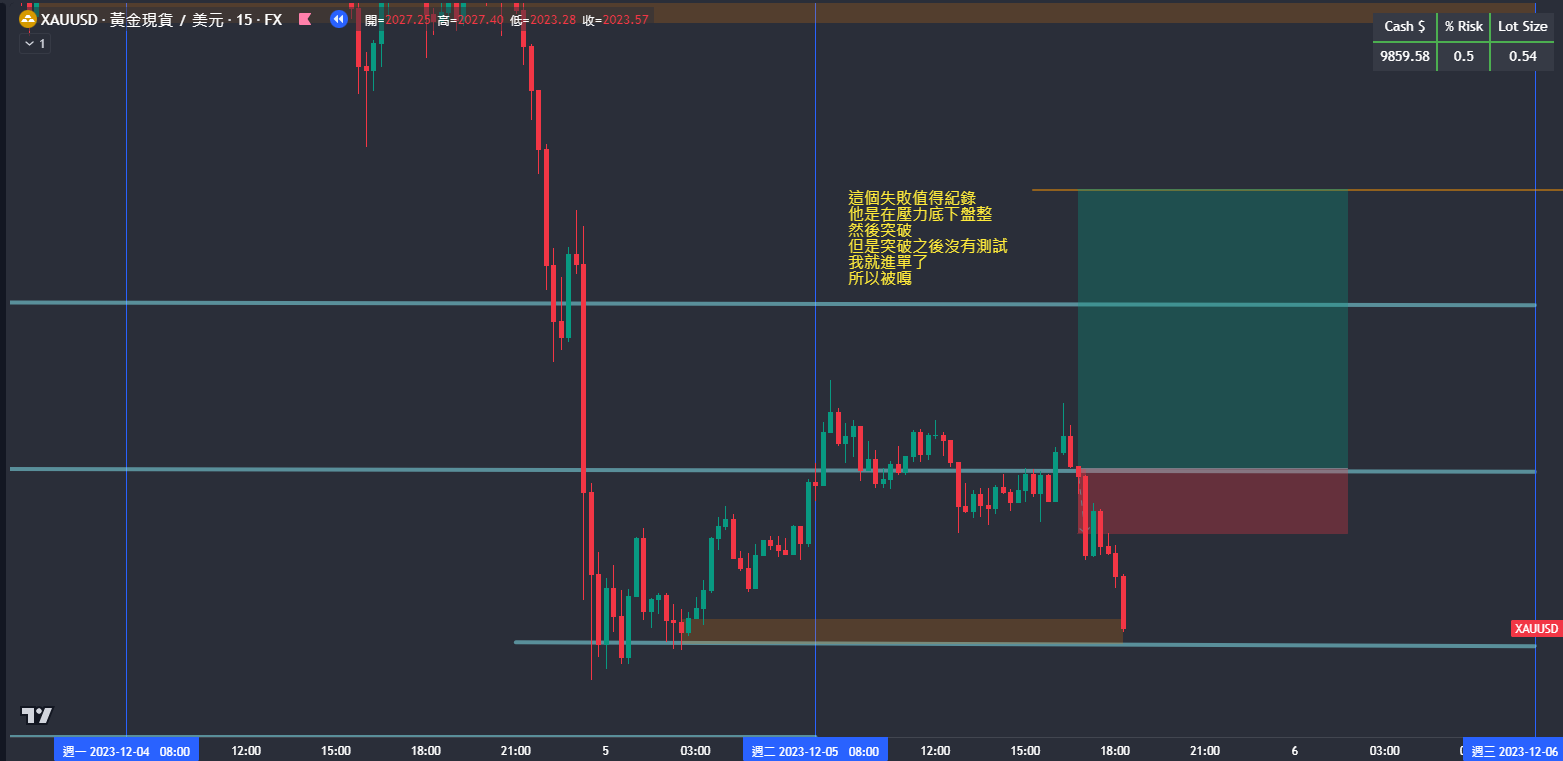 XAUUSD · 黃金現貨 / 美元 · 15 · FX 開=2027.25 高=2027.40 低=2023.28 收=2023.57
1
Cash $ % Risk Lot Size
9859.58 0.5 0.54
這個失敗值得紀錄
他是在壓力底下盤整
然後突破
但是突破之後沒有測試
我就進單了
所以被嘎
XAUUSD
週一 2023-12-04 08:00 12:00 15:00 18:00 21:00 5 03:00 週二 2023-12-05 08:00 12:00 15:00 18:00 21:00 6 03:00 週三 2023-12-06